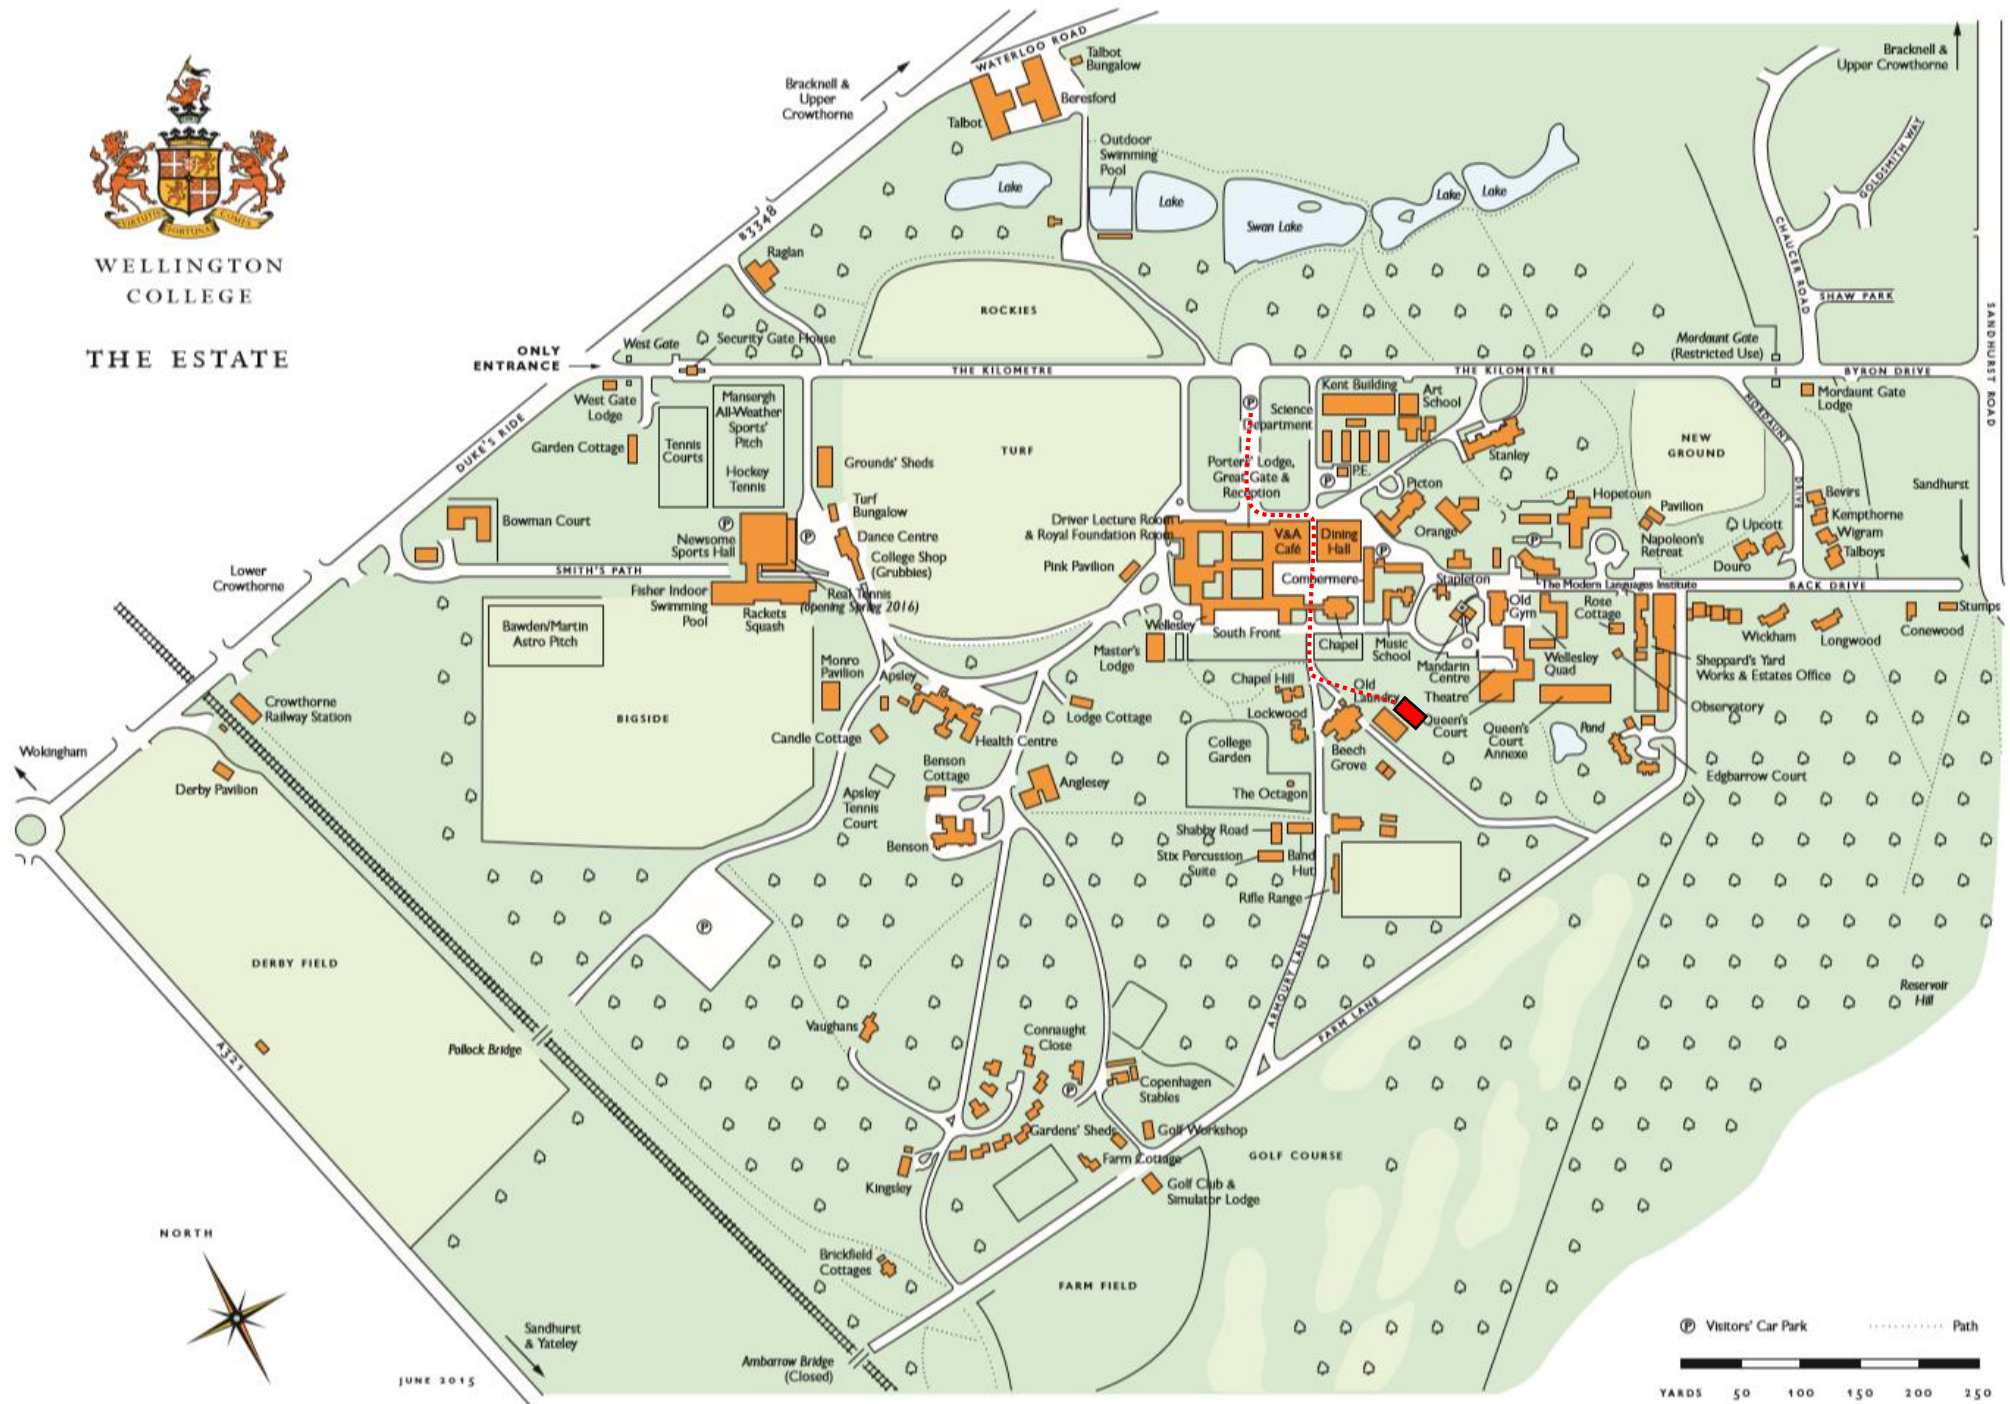 WELLINGTON
COLLEGE
THE ESTATE
VIRTUTIS
FORTUNA
COMES
WATERLOO ROAD
Talbot
Bungalow
Beresford
Talbot
Bracknell &
Upper
Crowthorne
Bracknell &
Upper Crowthorne
Outdoor
Swimming
Pool
Lake
Lake
Swan Lake
Lake
Lake
GOLDSMITH WAY
CHAUCER ROAD
SHAW PARK
SANDHURST ROAD
B3348
Raglan
ROCKIES
West Gate
Security Gate House
ONLY
ENTRANCE
THE KILOMETRE
THE KILOMETRE
Mordaunt Gate
(Restricted Use)
BYRON DRIVE
West Gate
Lodge
Mansergh
All-Weather
Sports'
Pitch
Hockey
Tennis
Tennis
Courts
Garden Cottage
DUKE'S RIDE
Grounds' Sheds
TURF
P
Science
Department
Kent Building
Art
School
Stanley
NEW
GROUND
MORDAUNT
DRIVE
Mordaunt Gate
Lodge
Porters' Lodge,
Great Gate &
Reception
P
P.E.
Picton
Orange
Hopetoun
Pavilion
Napoleon's
Retreat
Upcott
Douro
Bevirs
Kempthorne
Wigram
Talboys
Sandhurst
Bowman Court
P
Newsome
Sports Hall
P
Turf
Bungalow
Dance Centre
College Shop
(Grubbies)
Driver Lecture Room
& Royal Foundation Room
V&A
Café
Dining
Hall
P
P
Pink Pavilion
Combermere
Stapleton
The Modern Languages Institute
BACK DRIVE
Lower
Crowthorne
SMITH'S PATH
Fisher Indoor
Swimming
Pool
Rackets
Squash
Real Tennis
(opening Spring 2016)
Bawden/Martin
Astro Pitch
Wellesley
South Front
Chapel
Music
School
Old
Gym
Rose
Cottage
Wellesley
Quad
Mandarin
Centre
Theatre
Wickham
Longwood
Conewood
Stumps
Sheppard's Yard
Works & Estates Office
Observatory
Master's
Lodge
Monro
Pavilion
Apsley
Chapel Hill
Lockwood
Old
Laundry
Queen's
Court
Queen's
Court
Annexe
Pond
Edgbarrow Court
Crowthorne
Railway Station
BIGSIDE
Lodge Cottage
Candle Cottage
Health Centre
College
Garden
Beech
Grove
Wokingham
Derby Pavilion
Benson
Cottage
Anglesey
The Octagon
Apsley
Tennis
Court
Benson
Shabby Road
Stix Percussion
Suite
Band
Hut
Rifle Range
P
DERBY FIELD
ARMOURY LANE
FARM LANE
Reservoir
Hill
Vaughans
Connaught
Close
Pollock Bridge
A321
P
Copenhagen
Stables
Gardens' Sheds
Golf Workshop
Farm Cottage
GOLF COURSE
Kingsley
Golf Club &
Simulator Lodge
NORTH
Brickfield
Cottages
FARM FIELD
Sandhurst
& Yateley
Ambarrow Bridge
(Closed)
JUNE 2015
P Visitors' Car Park
Path
YARDS 50 100 150 200 250